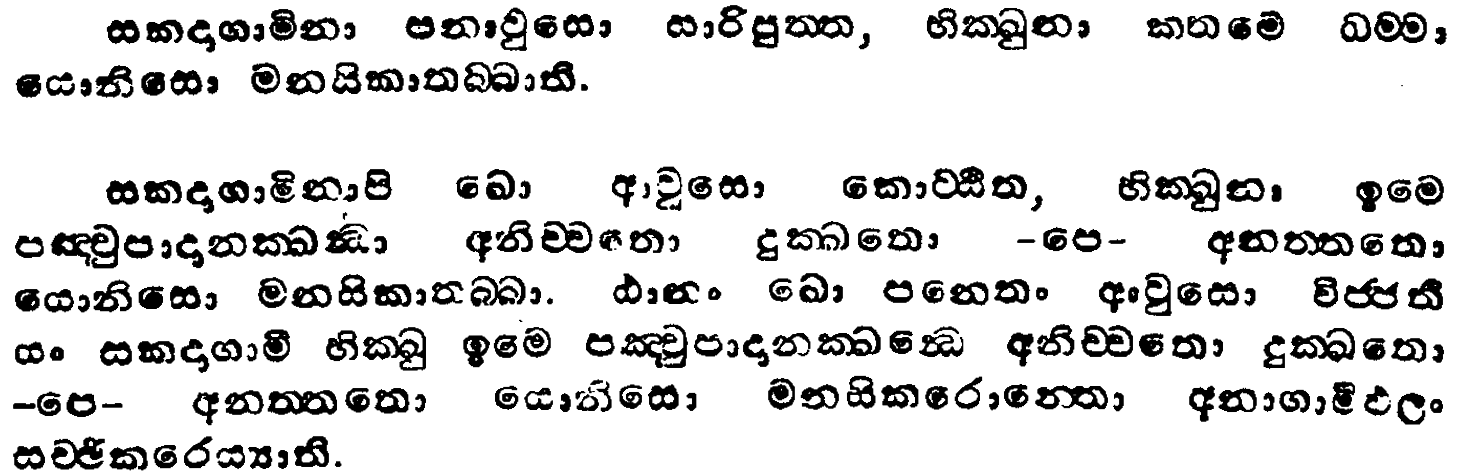 සකදාගාමිනා පනාවුසො සාරිපුත්ත, භික්ඛුනා කතමෙ ධම්මා
යොනිසො මනසිකාතබ්බාති.
සකදාගාමිනාපි ඛො ආවුසො කොට්ඨිත, භික්ඛුනා ඉමෙ
පඤ්චුපාදානක්ඛන්ධා අනිච්චතො දුක්ඛතො -පෙ- අනත්තතො
යොනිසො මනසිකාතබ්බා. ඨානං ඛො පනෙතං ආවුසො විජ්ජති
යං සකදාගාමී භික්ඛු ඉමෙ පඤ්චුපාදානක්ඛන්ධෙ අනිච්චතො දුක්ඛතො
-පෙ- අනත්තතො යොනිසො මනසිකරොන්තො අනාගාමිඵලං
සච්ඡිකරෙය්‍යාති.